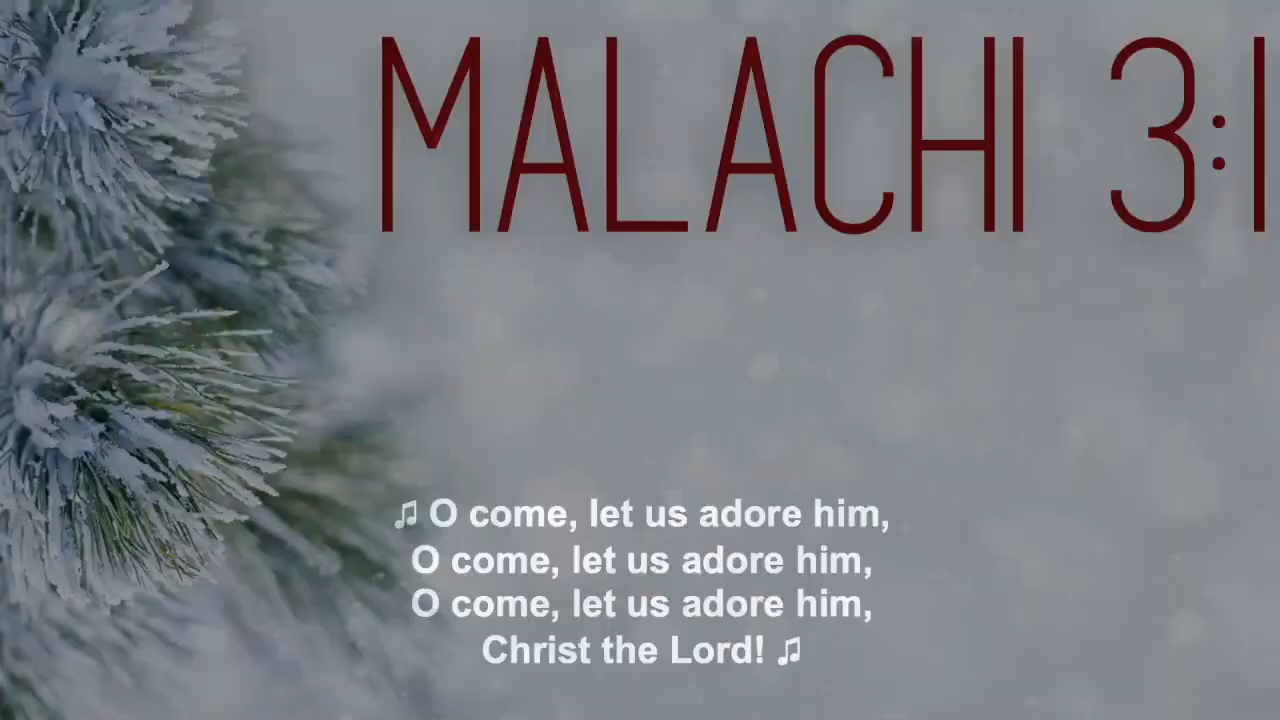 MALACHI 3:1
♫ O come, let us adore him,
O come, let us adore him,
O come, let us adore him,
Christ the Lord! ♫